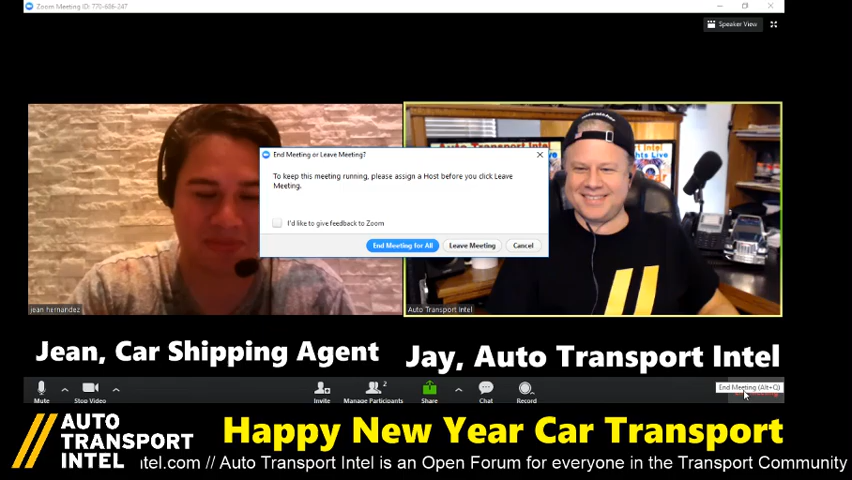 Zoom Meeting ID: 770-686-247
Speaker View
End Meeting or Leave Meeting?
To keep this meeting running, please assign a Host before you click Leave
Meeting.
I'd like to give feedback to Zoom
End Meeting for All Leave Meeting Cancel
Auto Transport Intel
jean hernandez
Auto Transport Intel
Jean, Car Shipping Agent
Jay, Auto Transport Intel
Mute Stop Video Invite 2 Manage Participants Share Chat Record
End Meeting (Alt+Q)
AUTO
TRANSPORT
INTEL
Happy New Year Car Transport
tel.com // Auto Transport Intel is an Open Forum for everyone in the Transport Community